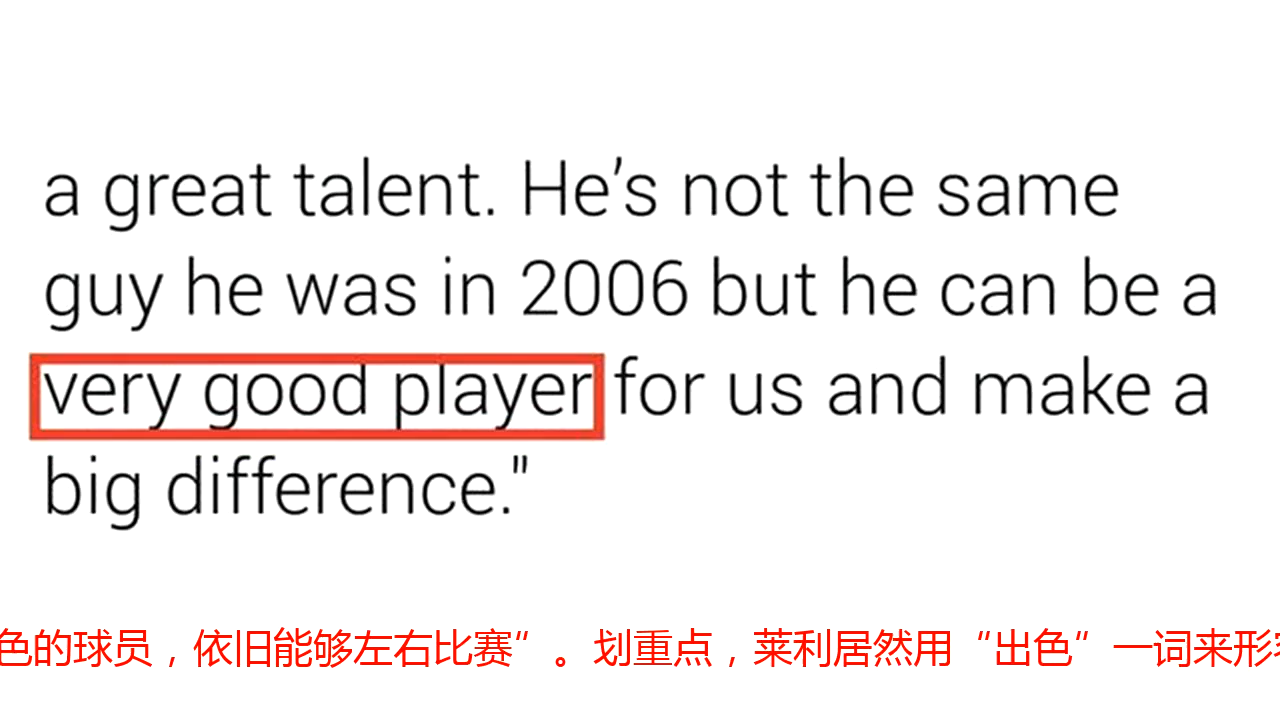 a great talent. He's not the same
guy he was in 2006 but he can be a
very good player for us and make a
big difference."
色的球员，依旧能够左右比赛”。划重点，莱利居然用“出色”一词来形